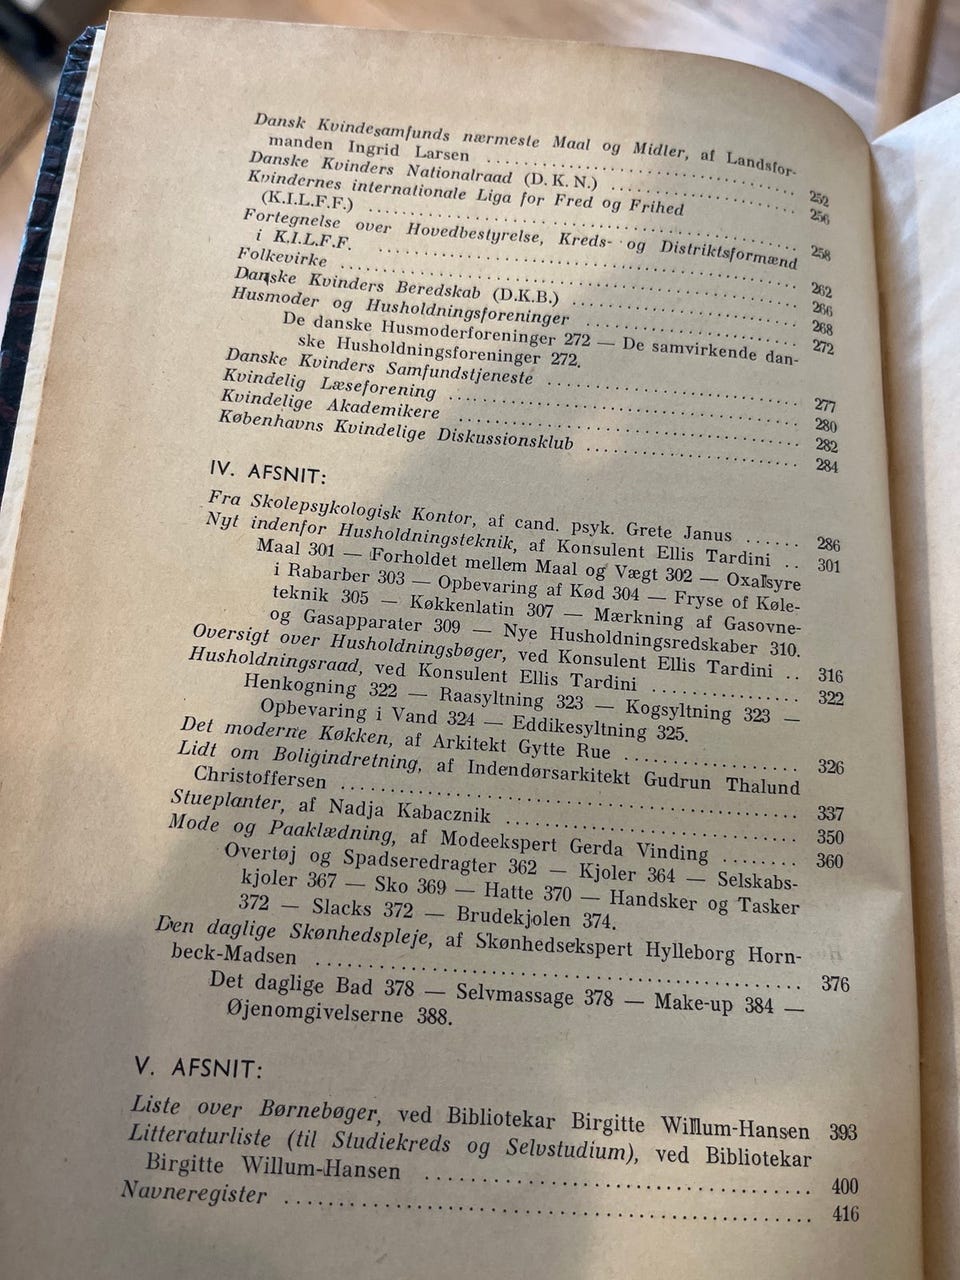 Dansk Kvindesamfunds nærmeste Maal og Midler, af Landsfor-
manden Ingrid Larsen .......... 252
Danske Kvinders Nationalraad (D. K. N.) .......... 256
Kvindernes internationale Liga for Fred og Frihed
(K.I.L.F.F.) .......... 258
Fortegnelse over Hovedbestyrelse, Kreds- og Distriktsformænd
i K.I.L.F.F. .......... 262
Folkevirke .......... 266
Danske Kvinders Beredskab (D.K.B.) .......... 268
Husmoder og Husholdningsforeninger .......... 272
De danske Husmoderforeninger 272 — De samvirkende dan-
ske Husholdningsforeninger 272.
Danske Kvinders Samfundstjeneste .......... 277
Kvindelig Læseforening .......... 280
Kvindelige Akademikere .......... 282
Københavns Kvindelige Diskussionsklub .......... 284
IV. AFSNIT:
Fra Skolepsykologisk Kontor, af cand. psyk. Grete Janus ...... 286
Nyt indenfor Husholdningsteknik, af Konsulent Ellis Tardini .. 301
Maal 301 — Forholdet mellem Maal og Vægt 302 — Oxalsyre
i Rabarber 303 — Opbevaring af Kød 304 — Fryse of Køle-
teknik 305 — Køkkenlatin 307 — Mærkning af Gasovne-
og Gasapparater 309 — Nye Husholdningsredskaber 310.
Oversigt over Husholdningsbøger, ved Konsulent Ellis Tardini .. 316
Husholdningsraad, ved Konsulent Ellis Tardini .......... 322
Henkogning 322 — Raasyltning 323 — Kogsyltning 323 —
Opbevaring i Vand 324 — Eddikesyltning 325.
Det moderne Køkken, af Arkitekt Gytte Rue .......... 326
Lidt om Boligindretning, af Indendørsarkitekt Gudrun Thalund
Christoffersen .......... 337
Stueplanter, af Nadja Kabacznik .......... 350
Mode og Paaklædning, af Modeekspert Gerda Vinding ........ 360
Overtøj og Spadseredragter 362 — Kjoler 364 — Selskabs-
kjoler 367 — Sko 369 — Hatte 370 — Handsker og Tasker
372 — Slacks 372 — Brudekjolen 374.
Den daglige Skønhedspleje, af Skønhedsekspert Hylleborg Horn-
beck-Madsen .......... 376
Det daglige Bad 378 — Selvmassage 378 — Make-up 384 —
Øjenomgivelserne 388.
V. AFSNIT:
Liste over Børnebøger, ved Bibliotekar Birgitte Willum-Hansen 393
Litteraturliste (til Studiekreds og Selvstudium), ved Bibliotekar
Birgitte Willum-Hansen .......... 400
Navneregister .......... 416